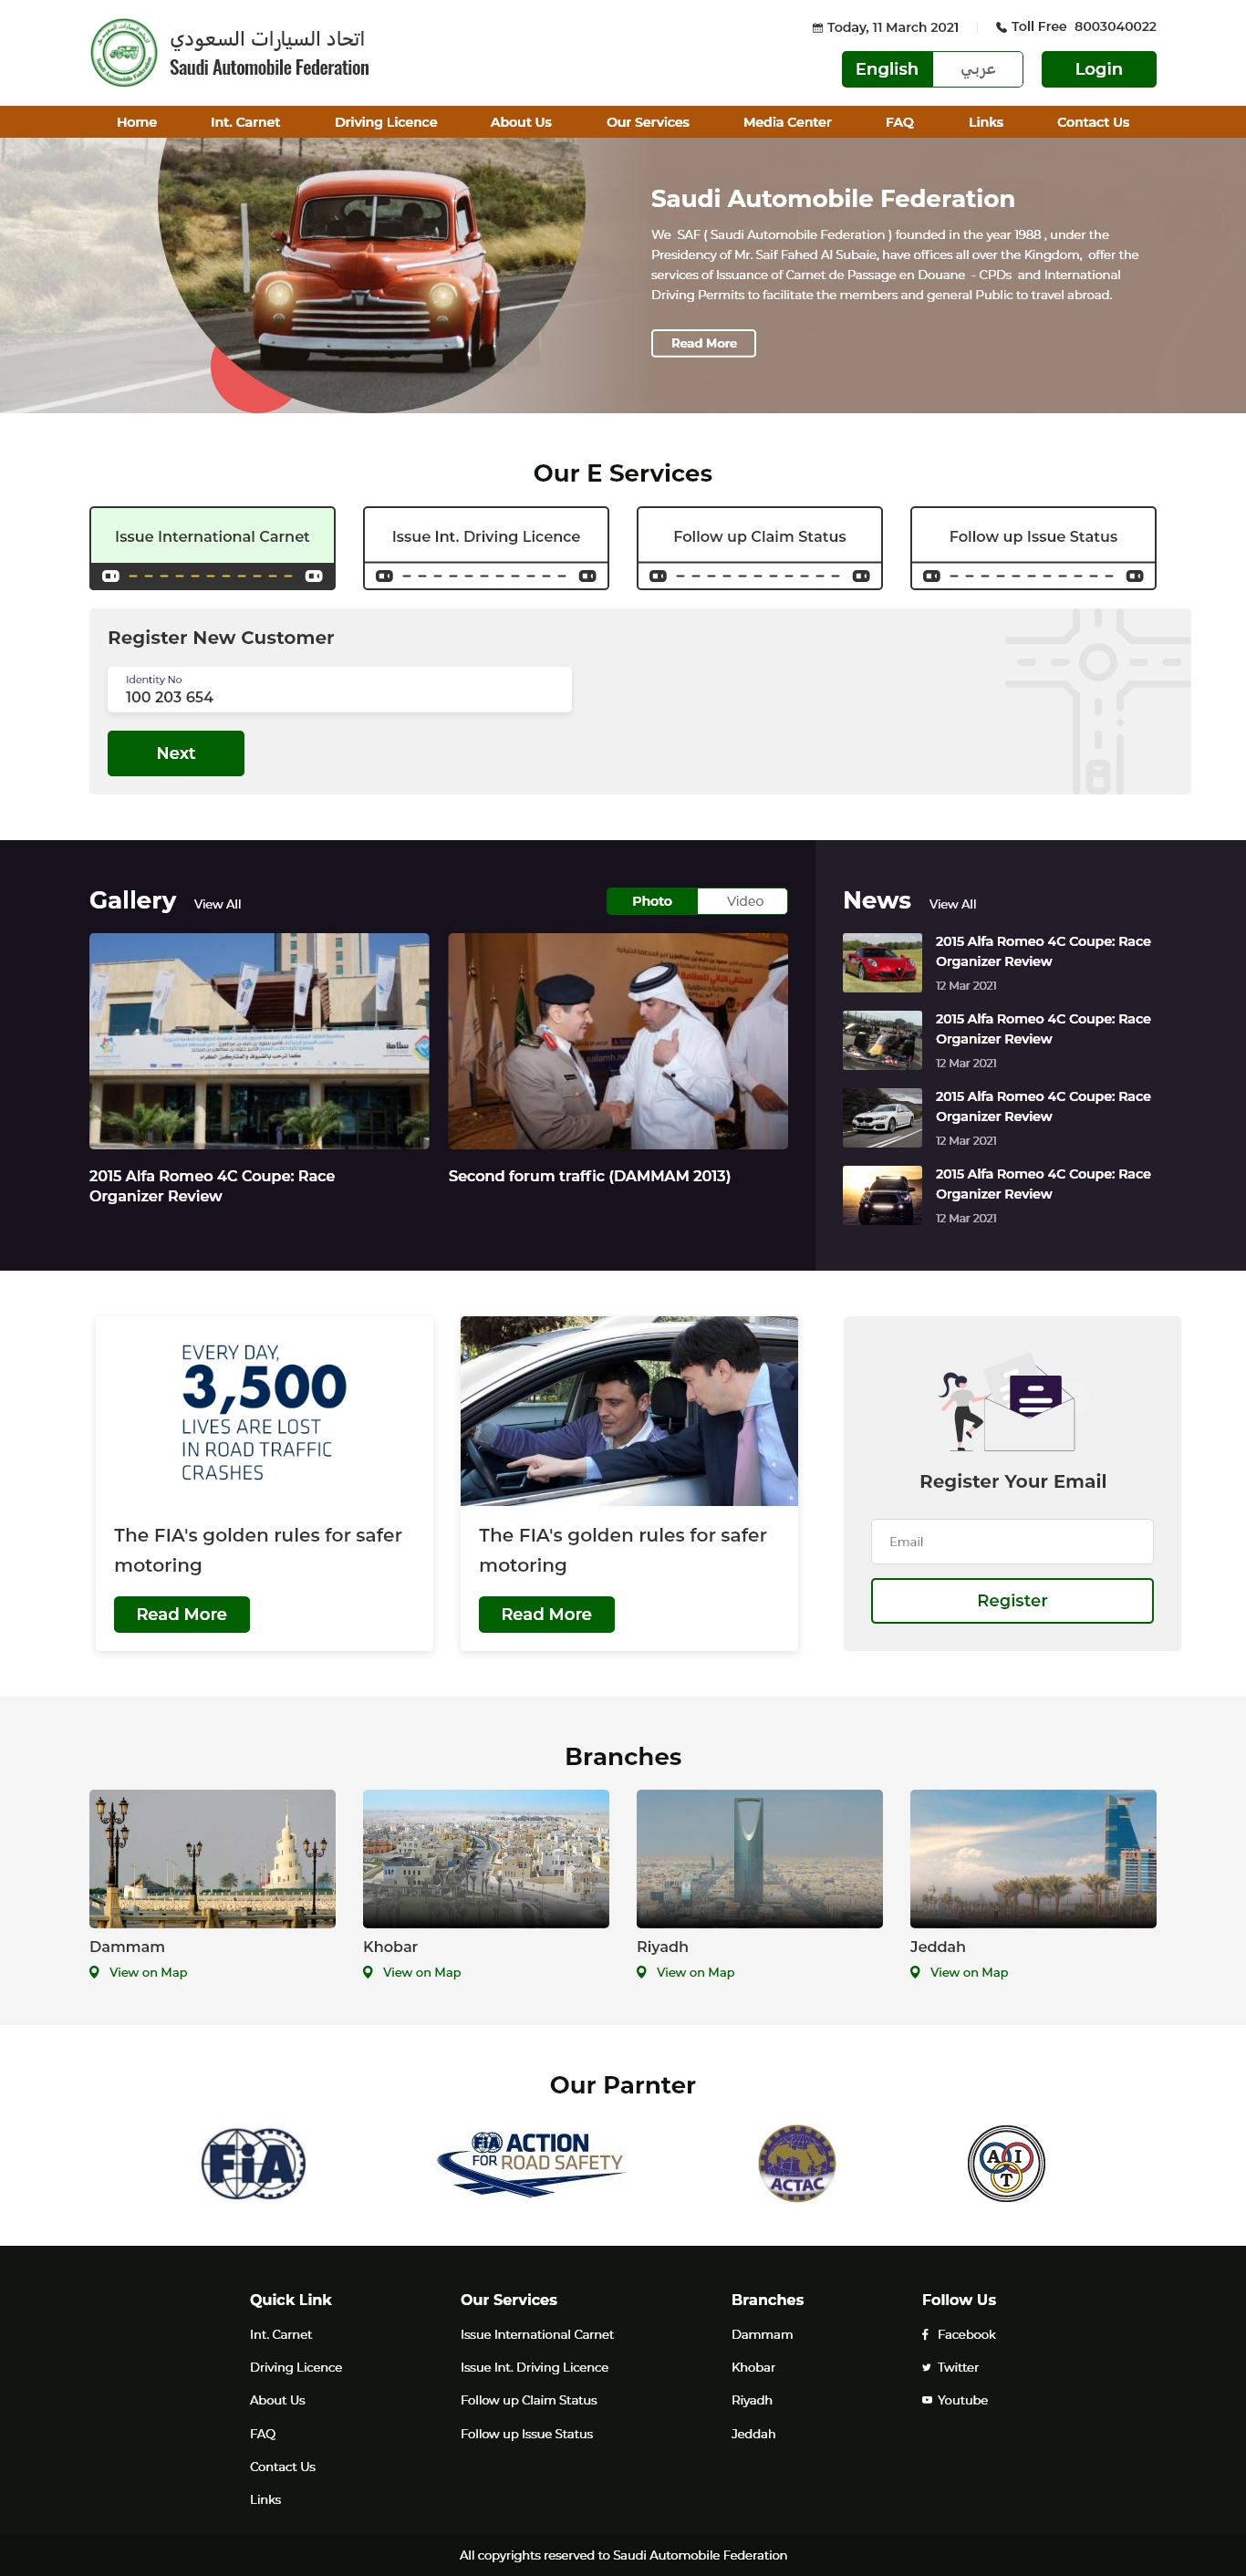 اتحاد السيارات السعودي
Saudi Automobile Federation
Today, 11 March 2021
Toll Free 8003040022
English
عربي
Login
Home
Int. Carnet
Driving Licence
About Us
Our Services
Media Center
FAQ
Links
Contact Us
Saudi Automobile Federation
We SAF ( Saudi Automobile Federation ) founded in the year 1988 , under the
Presidency of Mr. Saif Fahed Al Subaie, have offices all over the Kingdom, offer the
services of Issuance of Carnet de Passage en Douane - CPDs and International
Driving Permits to facilitate the members and general Public to travel abroad.
Read More
Our E Services
Issue International Carnet
Issue Int. Driving Licence
Follow up Claim Status
Follow up Issue Status
Register New Customer
Identity No
100 203 654
Next
Gallery
View All
Photo
Video
2015 Alfa Romeo 4C Coupe: Race
Organizer Review
Second forum traffic (DAMMAM 2013)
News
View All
2015 Alfa Romeo 4C Coupe: Race
Organizer Review
12 Mar 2021
2015 Alfa Romeo 4C Coupe: Race
Organizer Review
12 Mar 2021
2015 Alfa Romeo 4C Coupe: Race
Organizer Review
12 Mar 2021
2015 Alfa Romeo 4C Coupe: Race
Organizer Review
12 Mar 2021
EVERY DAY,
3,500
LIVES ARE LOST
IN ROAD TRAFFIC
CRASHES
The FIA's golden rules for safer
motoring
Read More
The FIA's golden rules for safer
motoring
Read More
Register Your Email
Email
Register
Branches
Dammam
View on Map
Khobar
View on Map
Riyadh
View on Map
Jeddah
View on Map
Our Parnter
FiA
FIA ACTION
FOR ROAD SAFETY
ACTAC
AIT
Quick Link
Int. Carnet
Driving Licence
About Us
FAQ
Contact Us
Links
Our Services
Issue International Carnet
Issue Int. Driving Licence
Follow up Claim Status
Follow up Issue Status
Branches
Dammam
Khobar
Riyadh
Jeddah
Follow Us
Facebook
Twitter
Youtube
All copyrights reserved to Saudi Automobile Federation